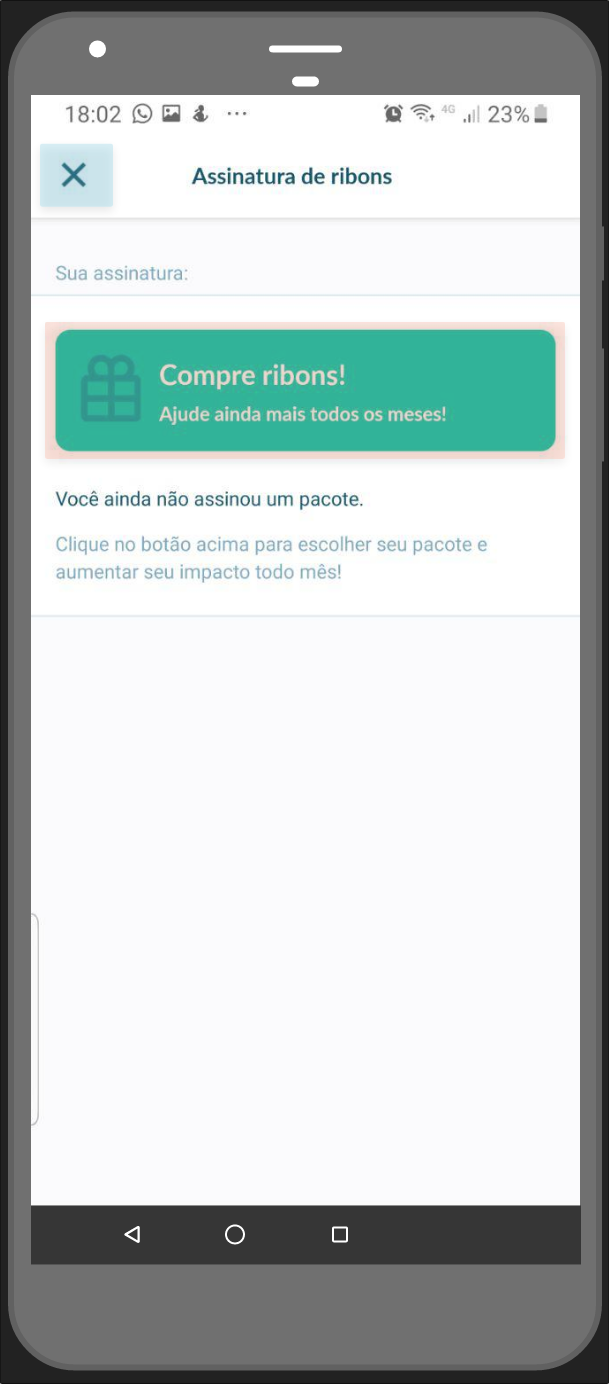 18:02 ... 4G 23%
Assinatura de ribons
Sua assinatura:
Compre ribons!
Ajude ainda mais todos os meses!
Você ainda não assinou um pacote.
Clique no botão acima para escolher seu pacote e
aumentar seu impacto todo mês!